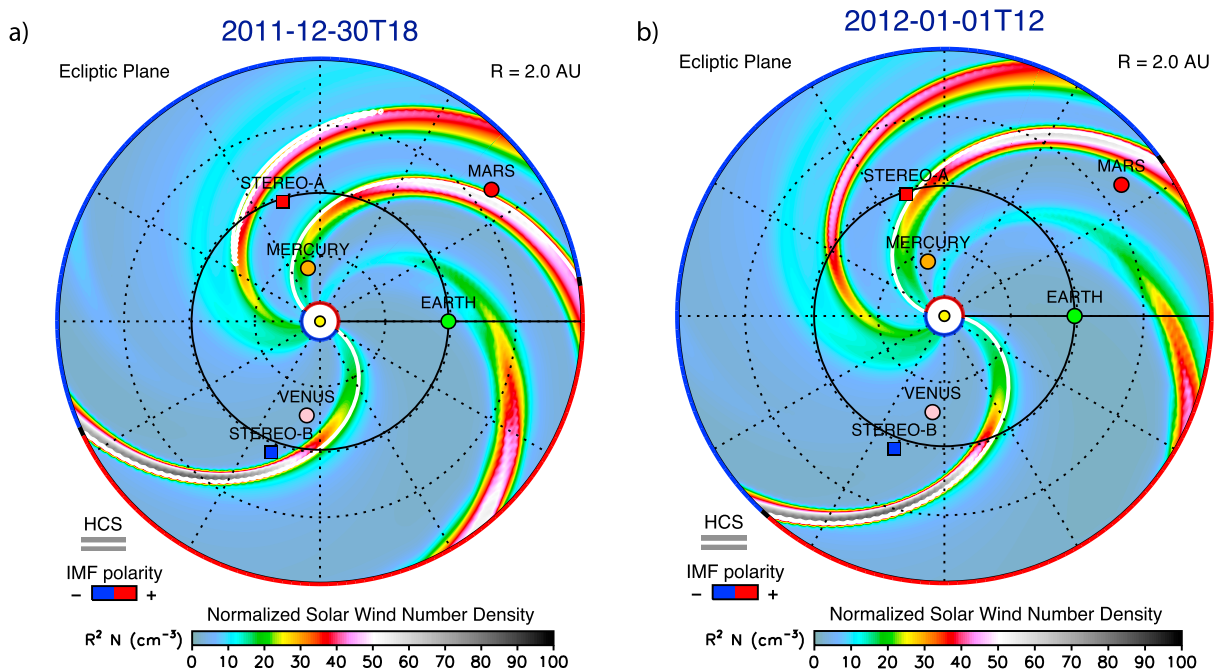 a)
2011-12-30T18
Ecliptic Plane
R = 2.0 AU
MARS
STEREO-A
MERCURY
EARTH
VENUS
STEREO-B
HCS
IMF polarity
− +
Normalized Solar Wind Number Density
R² N (cm⁻³)
0 10 20 30 40 50 60 70 80 90 100
b)
2012-01-01T12
Ecliptic Plane
R = 2.0 AU
MARS
STEREO-A
MERCURY
EARTH
VENUS
STEREO-B
HCS
IMF polarity
− +
Normalized Solar Wind Number Density
R² N (cm⁻³)
0 10 20 30 40 50 60 70 80 90 100